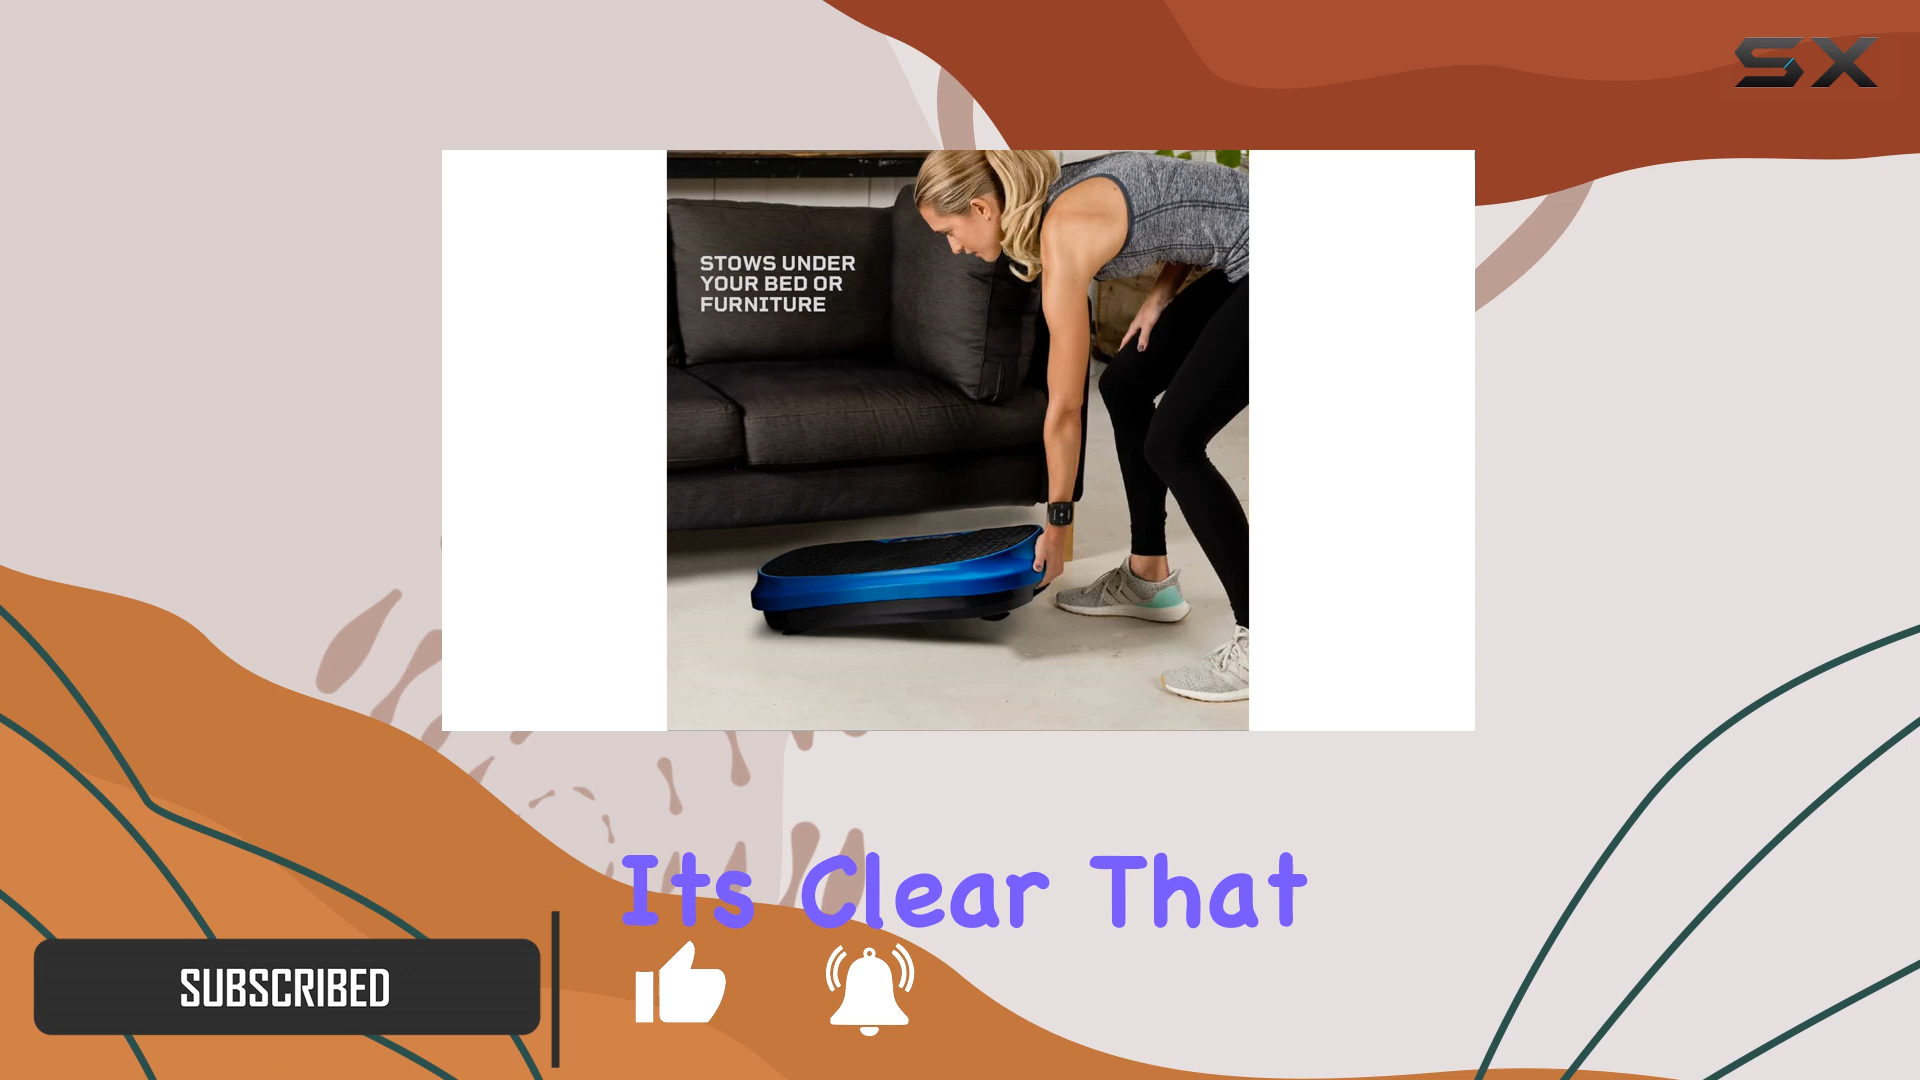 SX
STOWS UNDER
YOUR BED OR
FURNITURE
Its Clear That
SUBSCRIBED